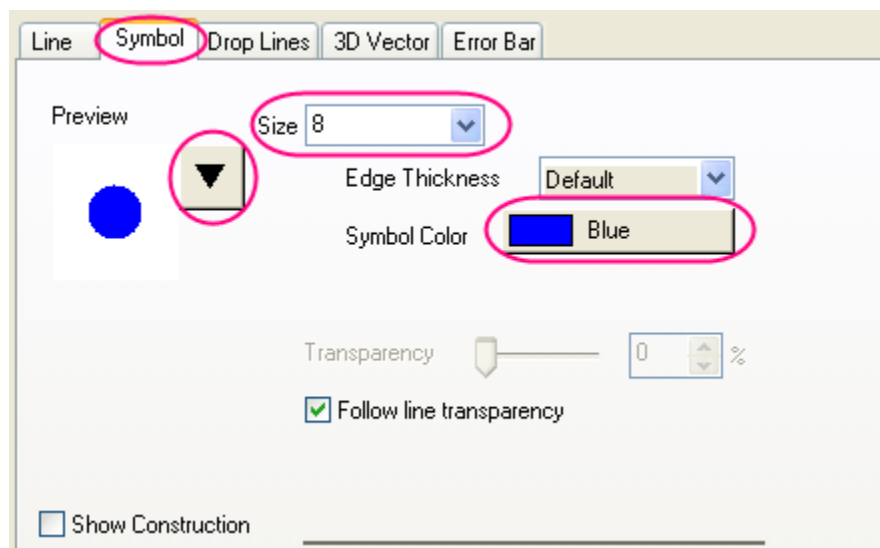 Line Symbol Drop Lines 3D Vector Error Bar
Preview Size 8
Edge Thickness Default
Symbol Color Blue
Transparency 0 %
Follow line transparency
Show Construction